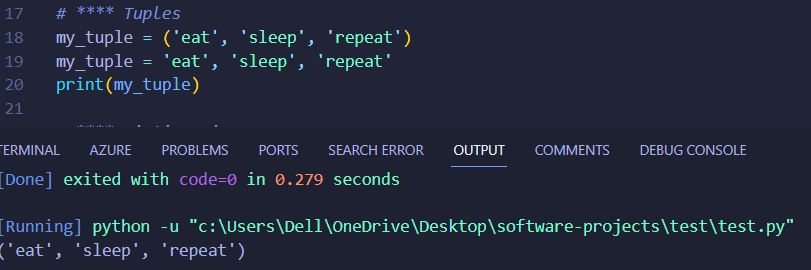 17 # **** Tuples
18 my_tuple = ('eat', 'sleep', 'repeat')
19 my_tuple = 'eat', 'sleep', 'repeat'
20 print(my_tuple)
21
TERMINAL AZURE PROBLEMS PORTS SEARCH ERROR OUTPUT COMMENTS DEBUG CONSOLE
[Done] exited with code=0 in 0.279 seconds
[Running] python -u "c:\Users\Dell\OneDrive\Desktop\software-projects\test\test.py"
('eat', 'sleep', 'repeat')